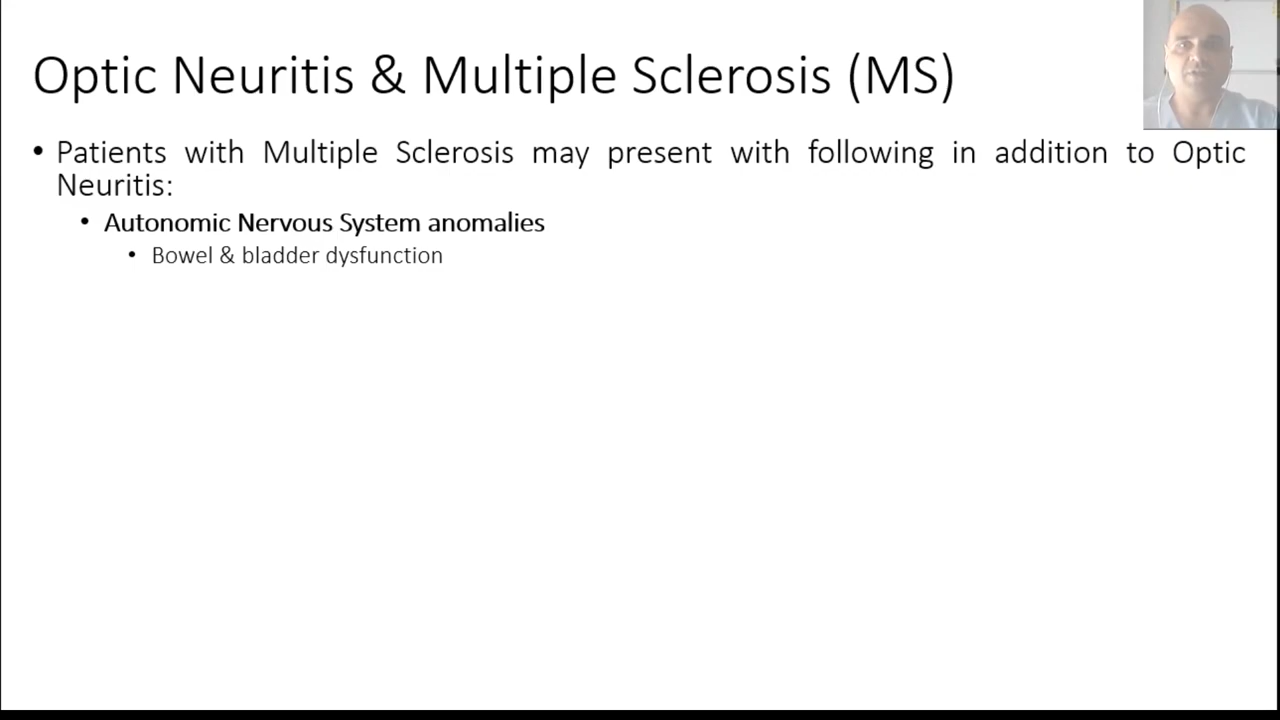 Optic Neuritis & Multiple Sclerosis (MS)
• Patients with Multiple Sclerosis may present with following in addition to Optic
Neuritis:
• Autonomic Nervous System anomalies
• Bowel & bladder dysfunction